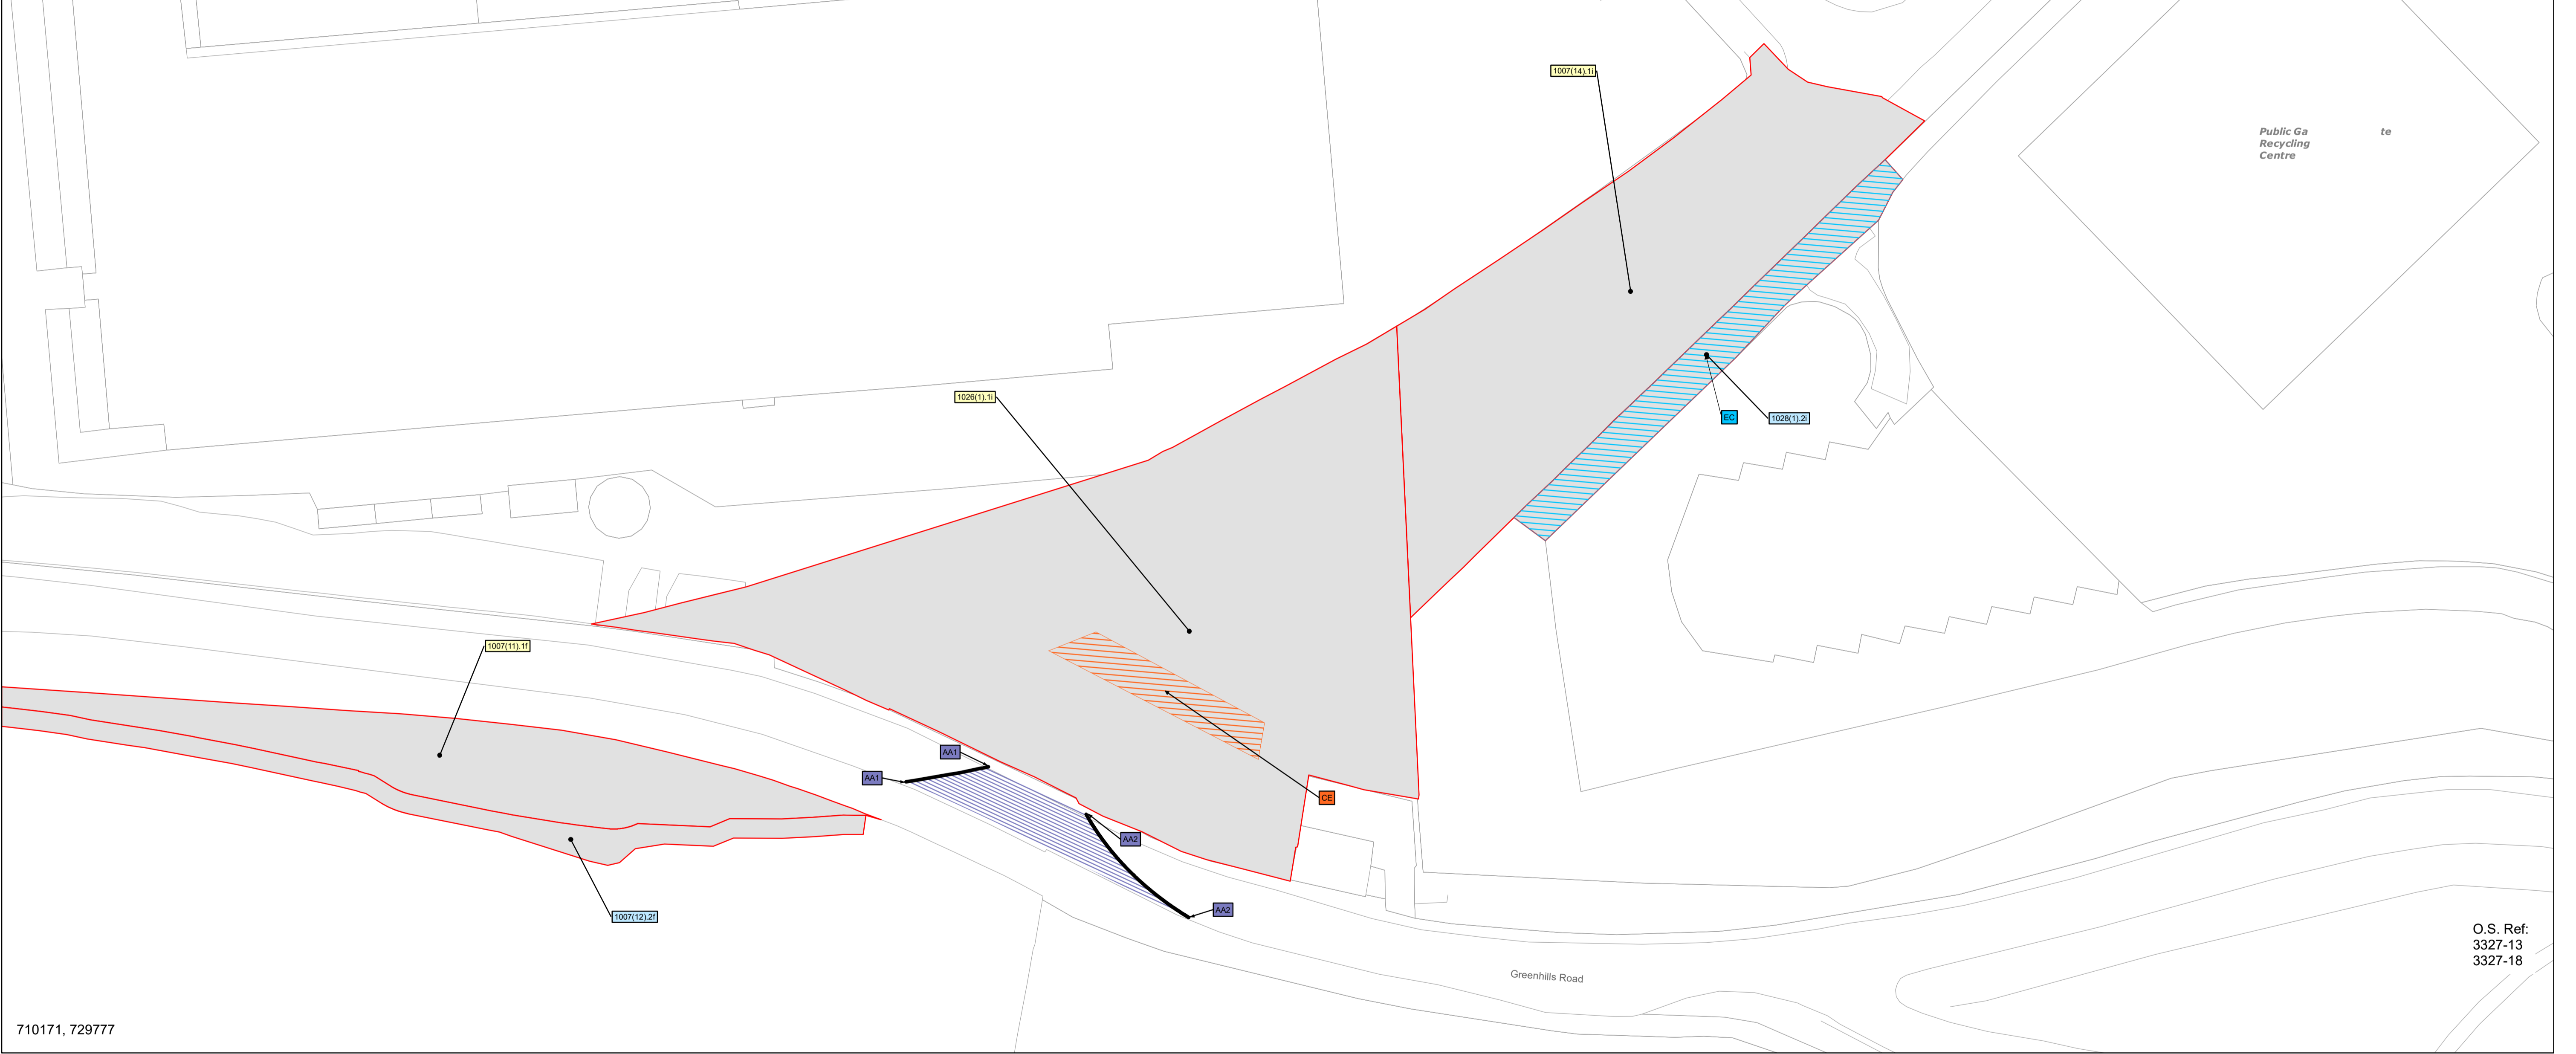 1007(14).1i
Public Ga te
Recycling
Centre
1026(1).1i
EC
1028(1).2i
1007(11).1f
AA1
AA1
CE
AA2
AA2
1007(12).2f
O.S. Ref:
3327-13
3327-18
Greenhills Road
710171, 729777